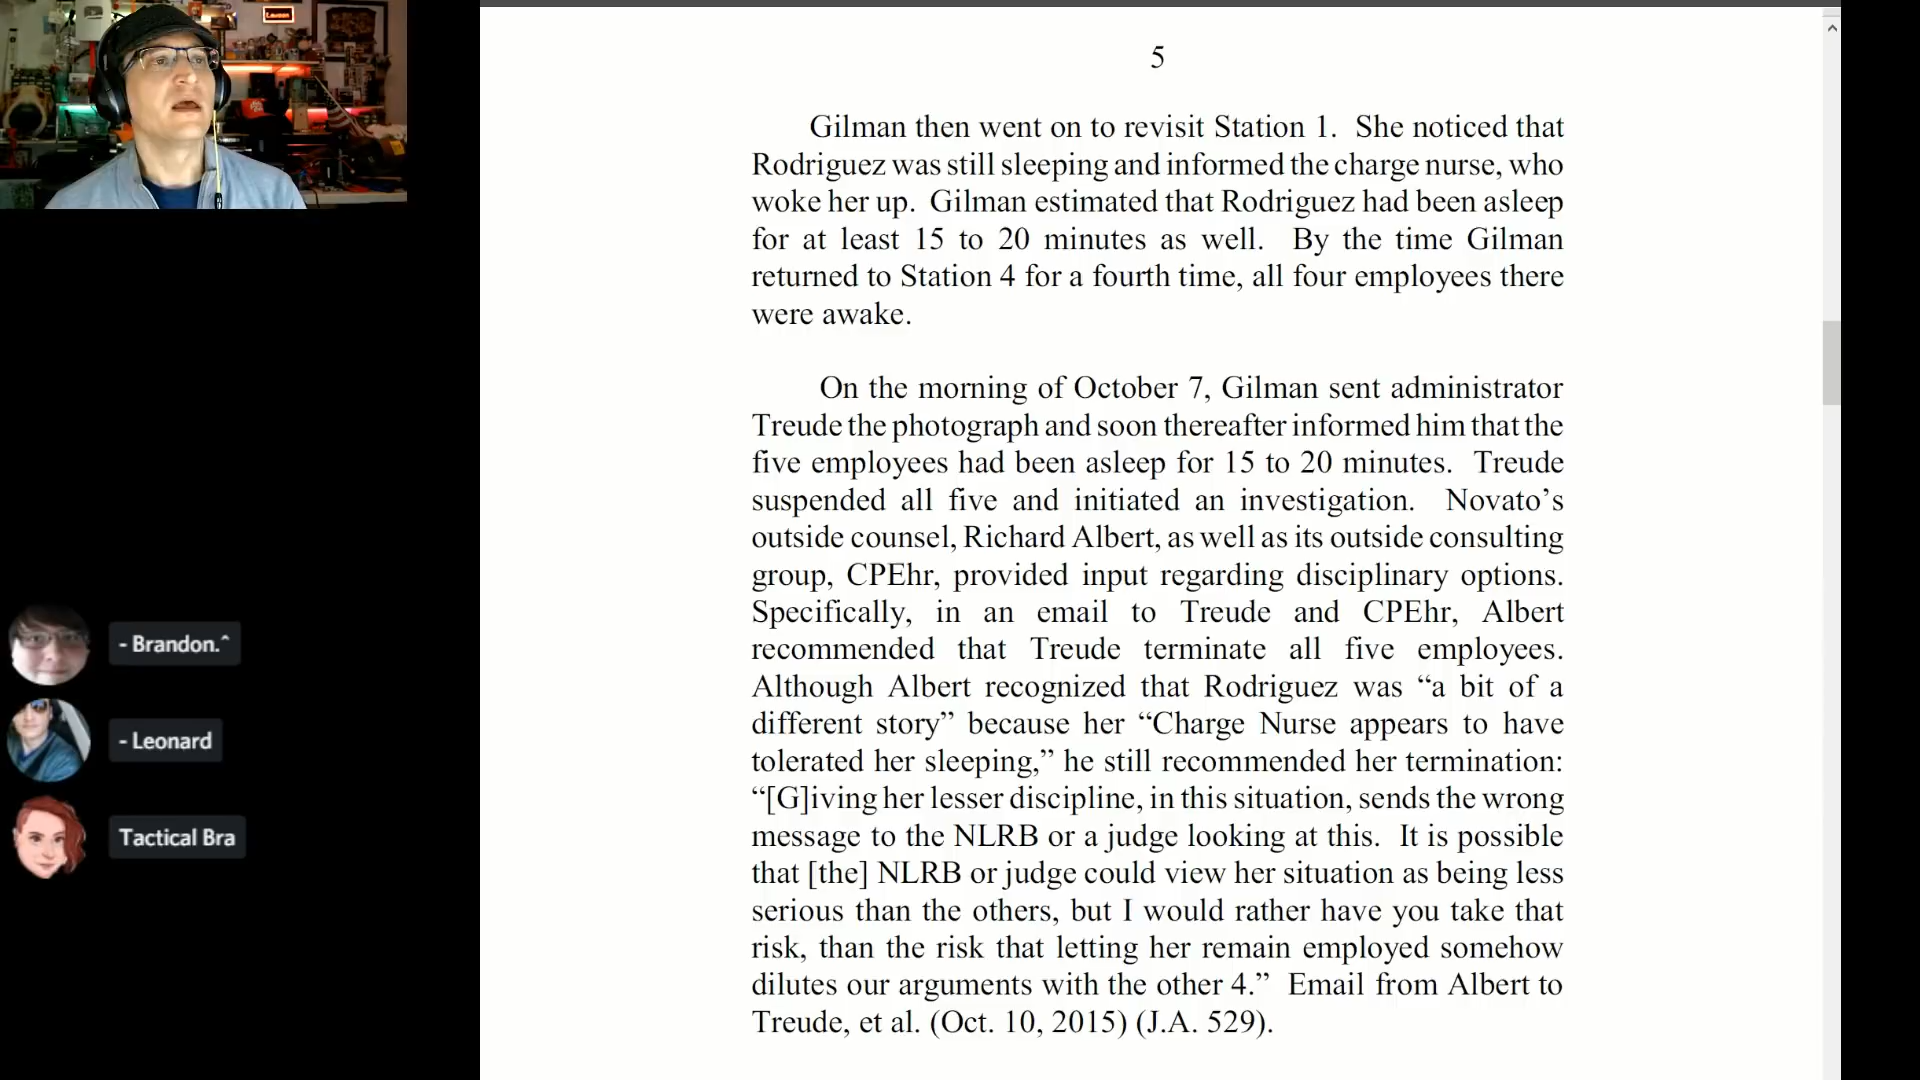 5
Gilman then went on to revisit Station 1. She noticed that
Rodriguez was still sleeping and informed the charge nurse, who
woke her up. Gilman estimated that Rodriguez had been asleep
for at least 15 to 20 minutes as well. By the time Gilman
returned to Station 4 for a fourth time, all four employees there
were awake.
On the morning of October 7, Gilman sent administrator
Treude the photograph and soon thereafter informed him that the
five employees had been asleep for 15 to 20 minutes. Treude
suspended all five and initiated an investigation. Novato’s
outside counsel, Richard Albert, as well as its outside consulting
group, CPEhr, provided input regarding disciplinary options.
Specifically, in an email to Treude and CPEhr, Albert
recommended that Treude terminate all five employees.
Although Albert recognized that Rodriguez was “a bit of a
different story” because her “Charge Nurse appears to have
tolerated her sleeping,” he still recommended her termination:
“[G]iving her lesser discipline, in this situation, sends the wrong
message to the NLRB or a judge looking at this. It is possible
that [the] NLRB or judge could view her situation as being less
serious than the others, but I would rather have you take that
risk, than the risk that letting her remain employed somehow
dilutes our arguments with the other 4.” Email from Albert to
Treude, et al. (Oct. 10, 2015) (J.A. 529).
- Brandon.^
- Leonard
Tactical Bra